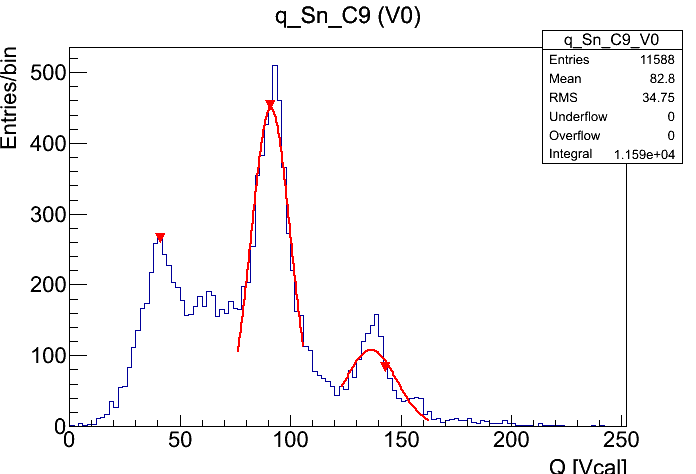 q_Sn_C9 (V0)
q_Sn_C9_V0
Entries 11588
Mean 82.8
RMS 34.75
Underflow 0
Overflow 0
Integral 1.159e+04
Entries/bin
500
400
300
200
100
0
0 50 100 150 200 250
Q [Vcal]